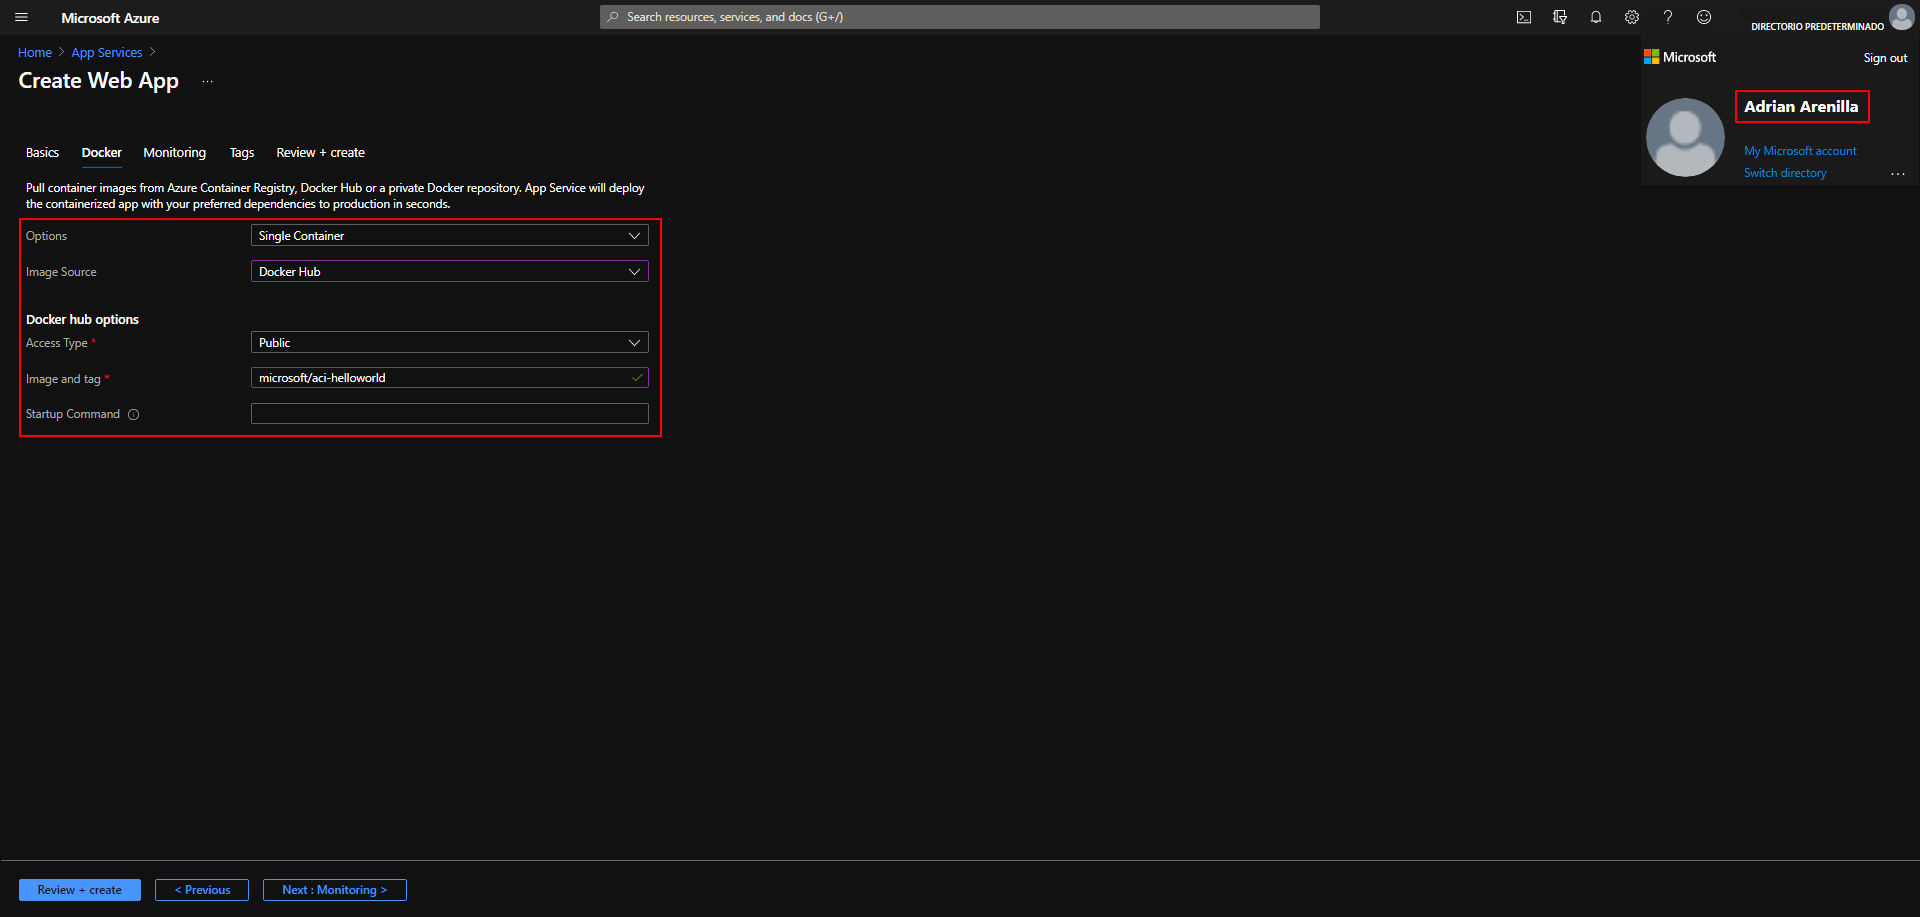 Microsoft Azure
Search resources, services, and docs (G+/)
DIRECTORIO PREDETERMINADO
Home > App Services >
Create Web App ...
Microsoft
Sign out
Adrian Arenilla
My Microsoft account
Switch directory
...
Basics Docker Monitoring Tags Review + create
Pull container images from Azure Container Registry, Docker Hub or a private Docker repository. App Service will deploy
the containerized app with your preferred dependencies to production in seconds.
Options Single Container
Image Source Docker Hub
Docker hub options
Access Type * Public
Image and tag * microsoft/aci-helloworld
Startup Command
Review + create < Previous Next : Monitoring >